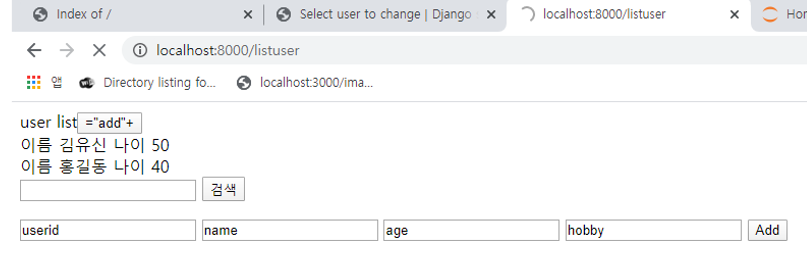 Index of /
Select user to change | Django
localhost:8000/listuser
Hor
localhost:8000/listuser
앱
Directory listing fo...
localhost:3000/ima...
user list ="add"+
이름 김유신 나이 50
이름 홍길동 나이 40
검색
userid name age hobby Add